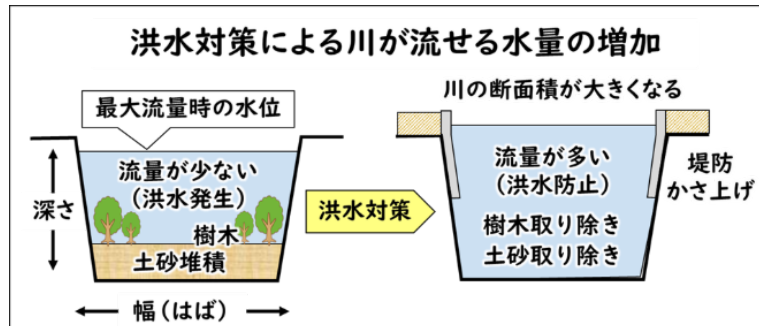 洪水対策による川が流せる水量の増加
最大流量時の水位
流量が少ない
(洪水発生)
深さ
樹木
土砂堆積
幅(はば)
洪水対策
川の断面積が大きくなる
流量が多い
(洪水防止)
樹木取り除き
土砂取り除き
堤防
かさ上げ